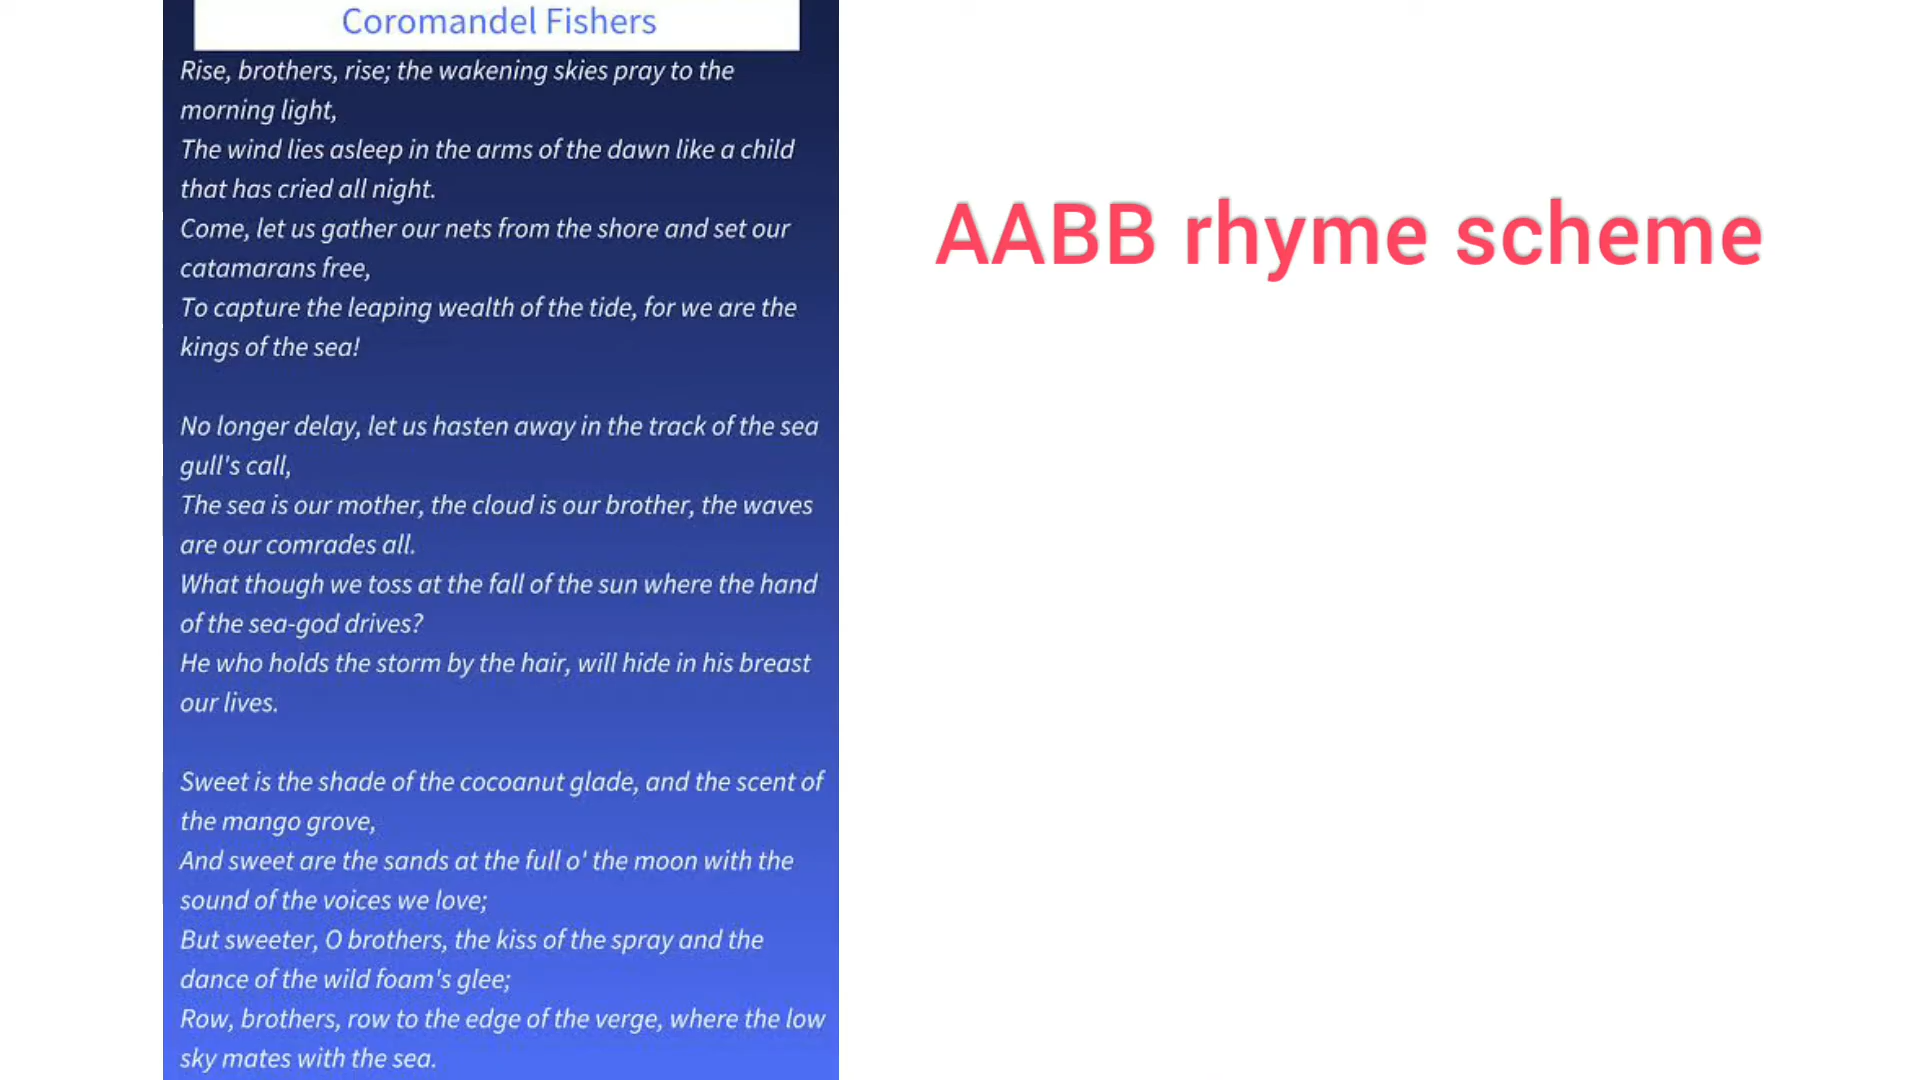 Coromandel Fishers
Rise, brothers, rise; the wakening skies pray to the
morning light,
The wind lies asleep in the arms of the dawn like a child
that has cried all night.
Come, let us gather our nets from the shore and set our
catamarans free,
To capture the leaping wealth of the tide, for we are the
kings of the sea!
No longer delay, let us hasten away in the track of the sea
gull's call,
The sea is our mother, the cloud is our brother, the waves
are our comrades all.
What though we toss at the fall of the sun where the hand
of the sea-god drives?
He who holds the storm by the hair, will hide in his breast
our lives.
Sweet is the shade of the cocoanut glade, and the scent of
the mango grove,
And sweet are the sands at the full o' the moon with the
sound of the voices we love;
But sweeter, O brothers, the kiss of the spray and the
dance of the wild foam's glee;
Row, brothers, row to the edge of the verge, where the low
sky mates with the sea.
AABB rhyme scheme